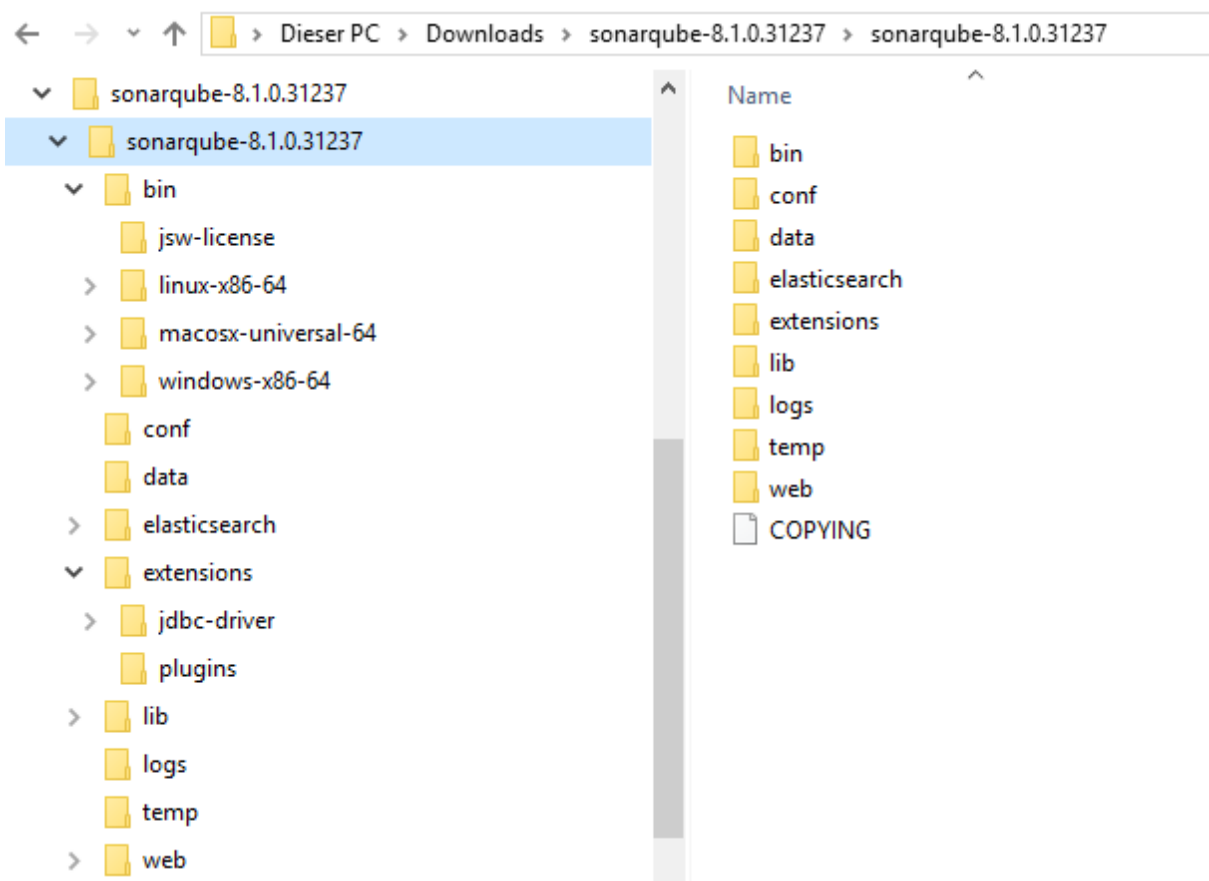 Dieser PC > Downloads > sonarqube-8.1.0.31237 > sonarqube-8.1.0.31237
sonarqube-8.1.0.31237
sonarqube-8.1.0.31237
bin
jsw-license
linux-x86-64
macosx-universal-64
windows-x86-64
conf
data
elasticsearch
extensions
jdbc-driver
plugins
lib
logs
temp
web
Name
bin
conf
data
elasticsearch
extensions
lib
logs
temp
web
COPYING